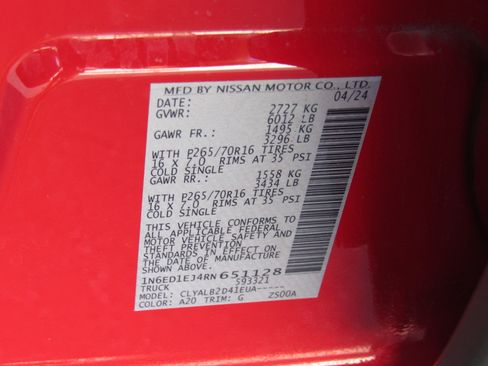 MFD BY NISSAN MOTOR CO., LTD.
DATE: 04/24
GVWR: 2727 KG
6012 LB
GAWR FR.: 1495 KG
3296 LB
WITH P265/70R16 TIRES
16 X 7.0 RIMS AT 35 PSI
COLD SINGLE
GAWR RR.: 1558 KG
3434 LB
WITH P265/70R16 TIRES
16 X 7.0 RIMS AT 35 PSI
COLD SINGLE
THIS VEHICLE CONFORMS TO
ALL APPLICABLE FEDERAL
MOTOR VEHICLE SAFETY AND
THEFT PREVENTION
STANDARDS IN EFFECT ON
THE DATE OF MANUFACTURE
SHOWN ABOVE.
1N6ED1EJ4RN651128
TRUCK 593321
MODEL: CLYALB2D41EUA-----
COLOR: A20 TRIM: G ZS00A